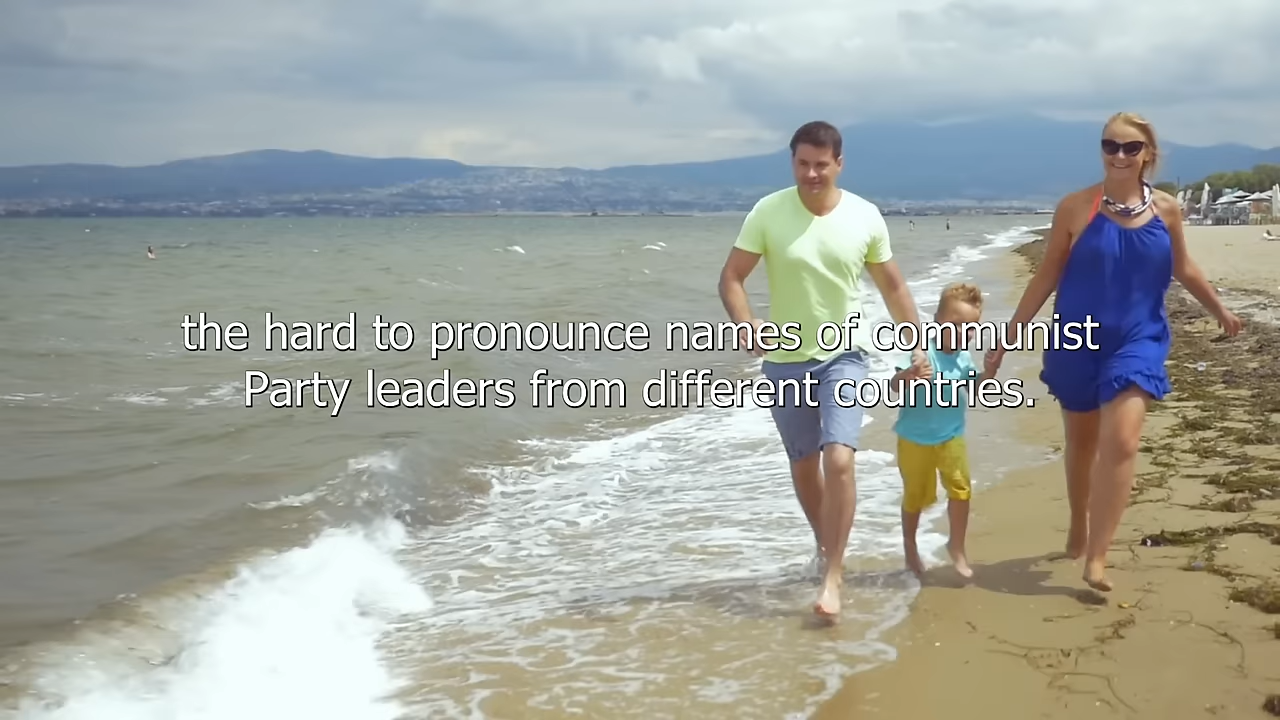 the hard to pronounce names of communist
Party leaders from different countries.